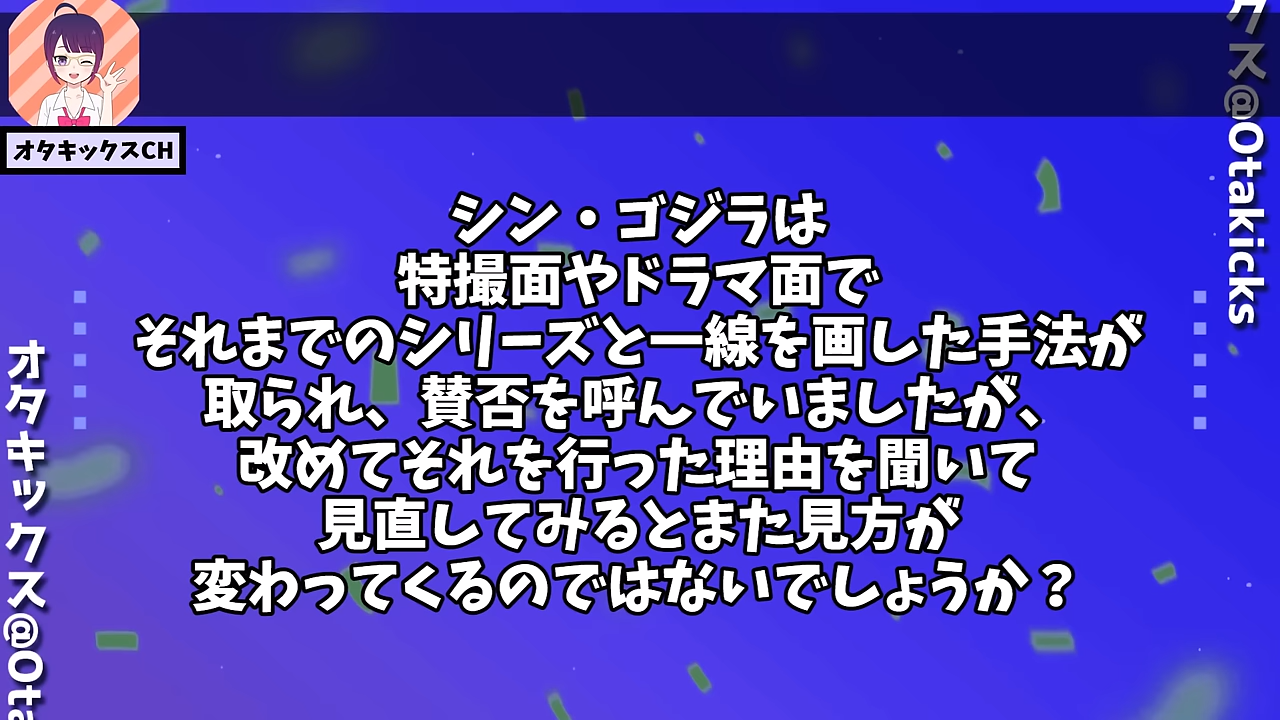 オタキックスCH
シン・ゴジラは
特撮面やドラマ面で
それまでのシリーズと一線を画した手法が
取られ、賛否を呼んでいましたが、
改めてそれを行った理由を聞いて
見直してみるとまた見方が
変わってくるのではないでしょうか？
クス@Otakicks
オタキックス@Ota